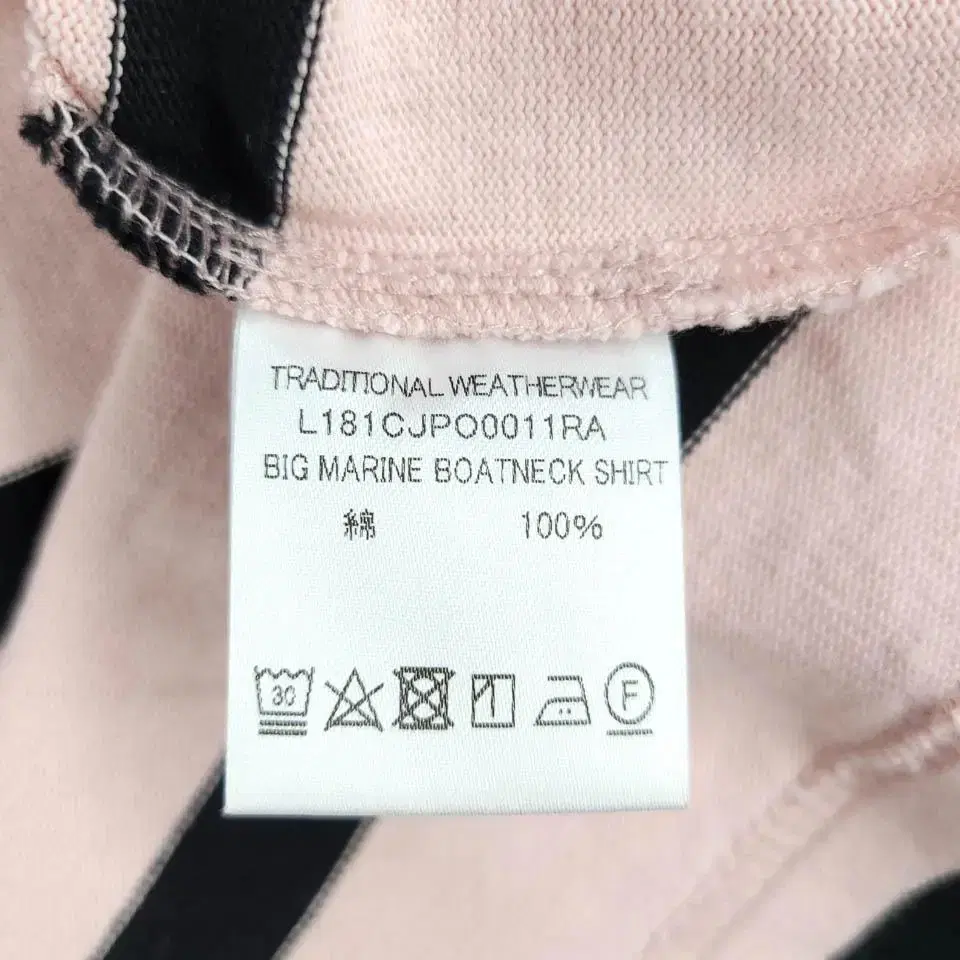 TRADITIONAL WEATHERWEAR
L181CJPO0011RA
BIG MARINE BOATNECK SHIRT
綿 100%
30 F